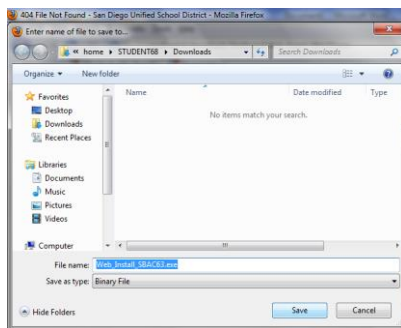 404 File Not Found - San Diego Unified School District - Mozilla Firefox
Enter name of file to save to...
« home ▸ STUDENT68 ▸ Downloads
Search Downloads
Organize
New folder
Name
Date modified
Type
Favorites
Desktop
Downloads
Recent Places
Libraries
Documents
Music
Pictures
Videos
Computer
No items match your search.
File name: Web_Install_SBAC63.exe
Save as type: Binary File
Hide Folders
Save
Cancel